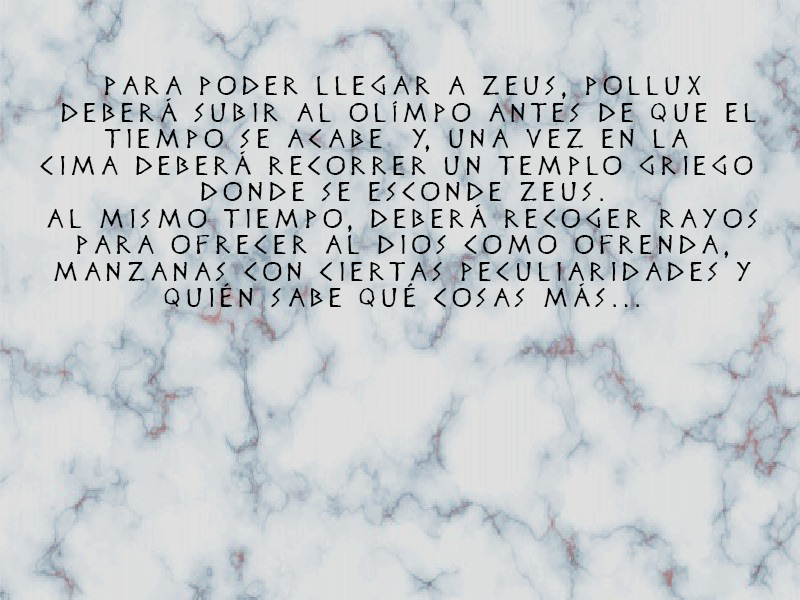 PARA PODER LLEGAR A ZEUS, POLLUX
DEBERÁ SUBIR AL OLÍMPO ANTES DE QUE EL
TIEMPO SE ACABE Y, UNA VEZ EN LA
CIMA DEBERÁ RECORRER UN TEMPLO GRIEGO
DONDE SE ESCONDE ZEUS.
AL MISMO TIEMPO, DEBERÁ RECOGER RAYOS
PARA OFRECER AL DIOS COMO OFRENDA,
MANZANAS CON CIERTAS PECULIARIDADES Y
QUIÉN SABE QUÉ COSAS MÁS...